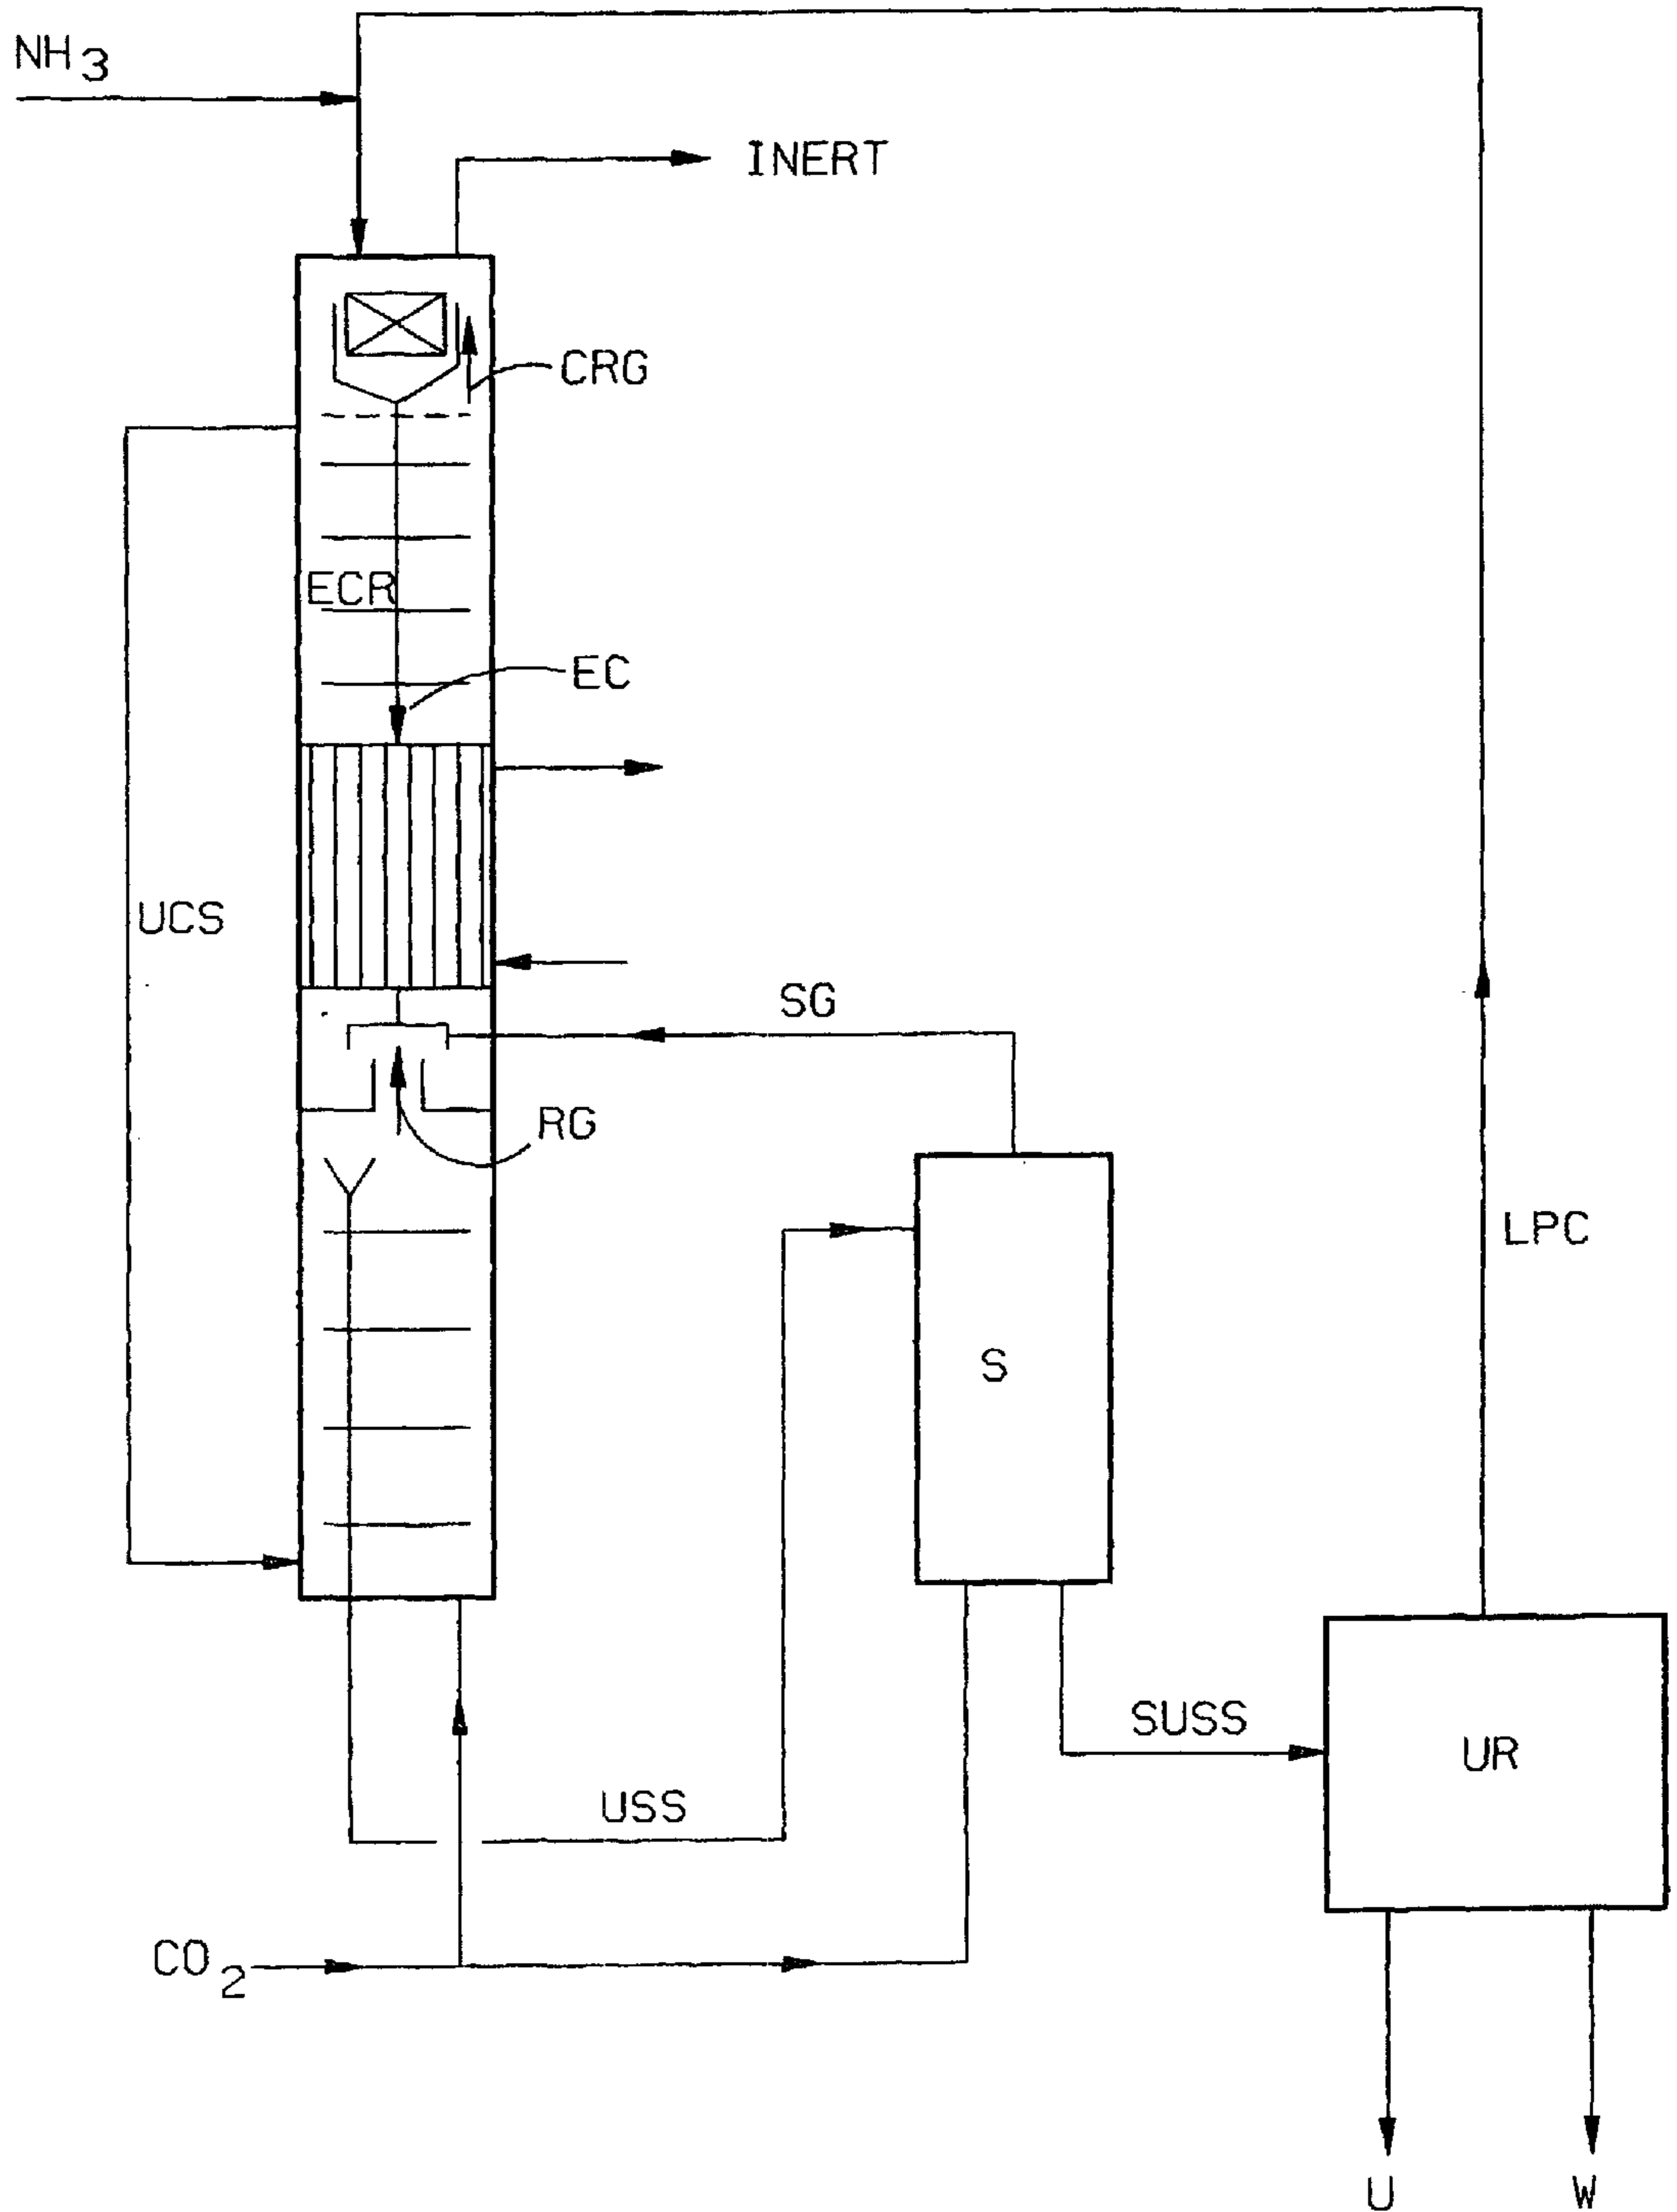 NH3
INERT
CRG
ECR
EC
UCS
SG
RG
LPC
S
SUSS
UR
USS
CO2
U
W